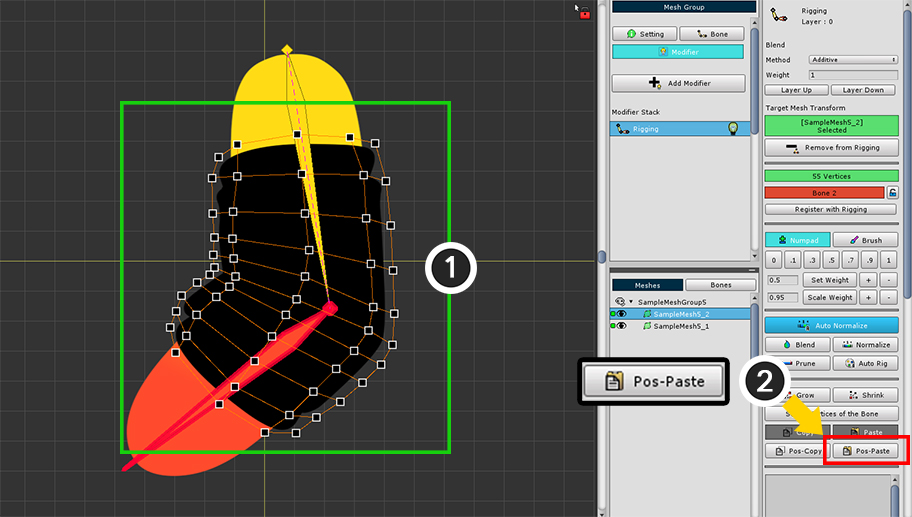 Mesh Group
Setting
Bone
Modifier
Add Modifier
Modifier Stack
Rigging
Meshes
Bones
SampleMeshGroup5
SampleMesh5_2
SampleMesh5_1
1
Pos-Paste
2
Rigging
Layer : 0
Blend
Method
Additive
Weight
1
Layer Up
Layer Down
Target Mesh Transform
[SampleMesh5_2]
Selected
Remove from Rigging
55 Vertices
Bone 2
Register with Rigging
Numpad
Brush
0
.1
.3
.5
.7
.9
1
0.5
Set Weight
+
-
0.95
Scale Weight
+
-
Auto Normalize
Blend
Normalize
Prune
Auto Rig
Grow
Shrink
of the Bone
Paste
Pos-Copy
Pos-Paste